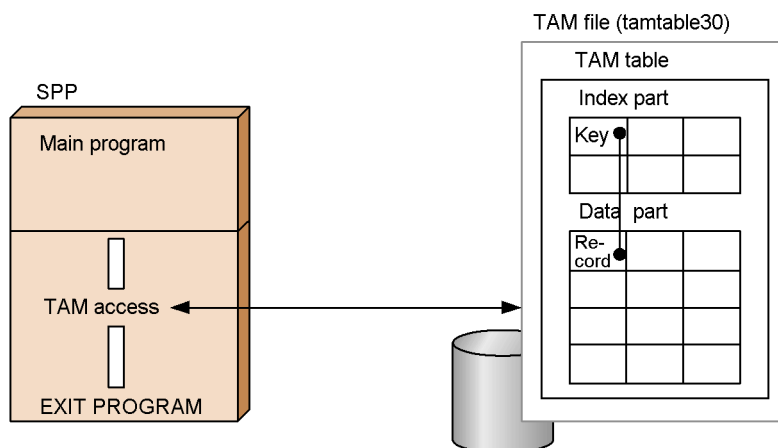 TAM file (tamtable30)
TAM table
SPP
Index part
Main program
Key
Data part
Re-
cord
TAM access
EXIT PROGRAM